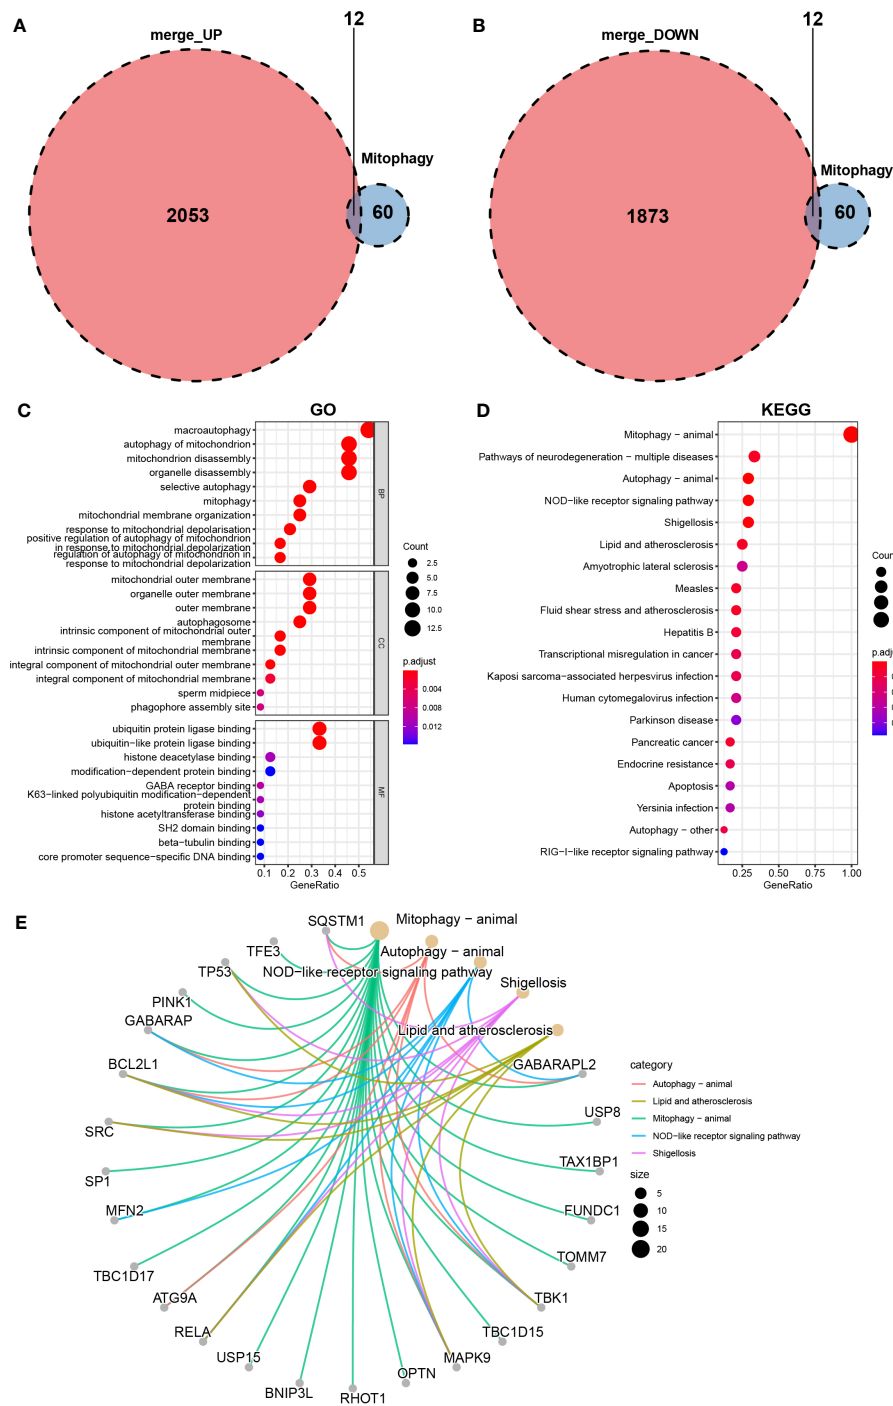 A
merge_UP
12
Mitophagy
2053
60
B
merge_DOWN
12
Mitophagy
1873
60
C
GO
macroautophagy
autophagy of mitochondrion
mitochondrion disassembly
organelle disassembly
selective autophagy
mitophagy
mitochondrial membrane organization
response to mitochondrial depolarisation
positive regulation of autophagy of mitochondrion
in response to mitochondrial depolarization
regulation of autophagy of mitochondrion in
response to mitochondrial depolarization
BP
mitochondrial outer membrane
organelle outer membrane
outer membrane
autophagosome
intrinsic component of mitochondrial outer
membrane
intrinsic component of mitochondrial membrane
integral component of mitochondrial outer membrane
integral component of mitochondrial membrane
sperm midpiece
phagophore assembly site
CC
ubiquitin protein ligase binding
ubiquitin−like protein ligase binding
histone deacetylase binding
modification−dependent protein binding
GABA receptor binding
K63−linked polyubiquitin modification−dependent
protein binding
histone acetyltransferase binding
SH2 domain binding
beta−tubulin binding
core promoter sequence−specific DNA binding
MF
0.1 0.2 0.3 0.4 0.5
GeneRatio
Count
2.5
5.0
7.5
10.0
12.5
p.adjust
0.004
0.008
0.012
D
KEGG
Mitophagy − animal
Pathways of neurodegeneration − multiple diseases
Autophagy − animal
NOD−like receptor signaling pathway
Shigellosis
Lipid and atherosclerosis
Amyotrophic lateral sclerosis
Measles
Fluid shear stress and atherosclerosis
Hepatitis B
Transcriptional misregulation in cancer
Kaposi sarcoma−associated herpesvirus infection
Human cytomegalovirus infection
Parkinson disease
Pancreatic cancer
Endocrine resistance
Apoptosis
Yersinia infection
Autophagy − other
RIG−I−like receptor signaling pathway
0.25 0.50 0.75 1.00
GeneRatio
Coun
p.adj
E
SQSTM1
Mitophagy − animal
TFE3
Autophagy − animal
TP53
NOD−like receptor signaling pathway
PINK1
Shigellosis
GABARAP
Lipid and atherosclerosis
BCL2L1
GABARAPL2
SRC
USP8
SP1
TAX1BP1
MFN2
FUNDC1
TBC1D17
TOMM7
ATG9A
TBK1
RELA
TBC1D15
USP15
MAPK9
BNIP3L
RHOT1
OPTN
category
Autophagy − animal
Lipid and atherosclerosis
Mitophagy − animal
NOD−like receptor signaling pathway
Shigellosis
size
5
10
15
20